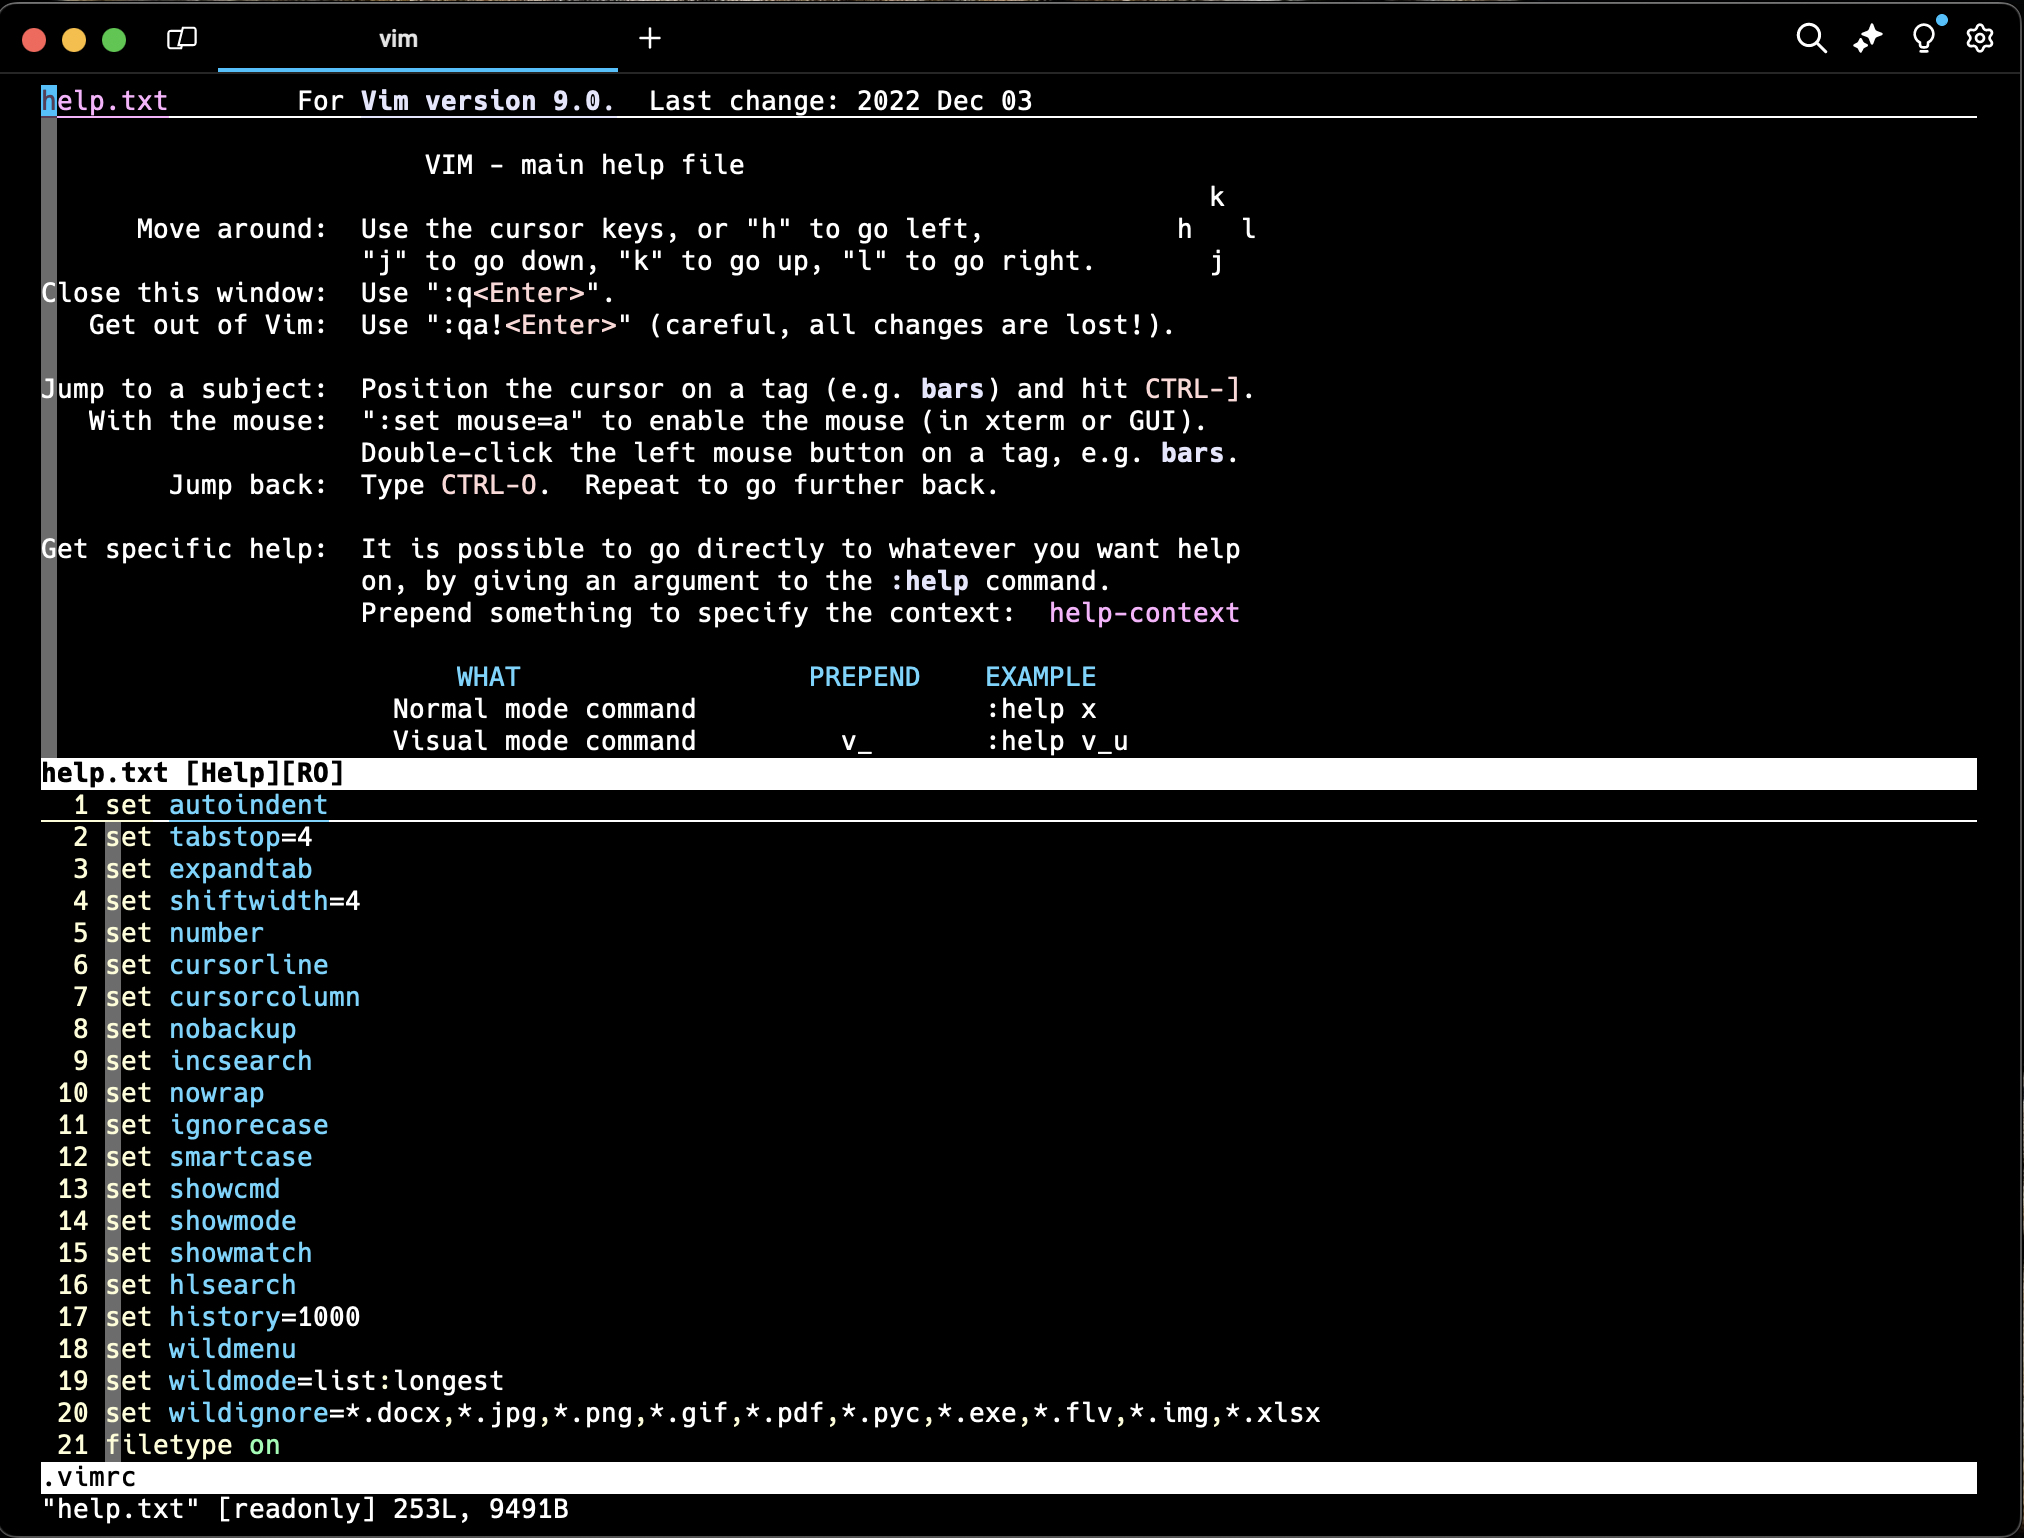 vim
help.txt        For Vim version 9.0.  Last change: 2022 Dec 03
VIM - main help file
k
Move around:  Use the cursor keys, or "h" to go left,            h   l
"j" to go down, "k" to go up, "l" to go right.       j
Close this window:  Use ":q<Enter>".
Get out of Vim:  Use ":qa!<Enter>" (careful, all changes are lost!).
Jump to a subject:  Position the cursor on a tag (e.g. bars) and hit CTRL-].
With the mouse:  ":set mouse=a" to enable the mouse (in xterm or GUI).
Double-click the left mouse button on a tag, e.g. bars.
Jump back:  Type CTRL-O.  Repeat to go further back.
Get specific help:  It is possible to go directly to whatever you want help
on, by giving an argument to the :help command.
Prepend something to specify the context:  help-context
WHAT                  PREPEND    EXAMPLE
Normal mode command                  :help x
Visual mode command         v_       :help v_u
help.txt [Help][RO]
1 set autoindent
2 set tabstop=4
3 set expandtab
4 set shiftwidth=4
5 set number
6 set cursorline
7 set cursorcolumn
8 set nobackup
9 set incsearch
10 set nowrap
11 set ignorecase
12 set smartcase
13 set showcmd
14 set showmode
15 set showmatch
16 set hlsearch
17 set history=1000
18 set wildmenu
19 set wildmode=list:longest
20 set wildignore=*.docx,*.jpg,*.png,*.gif,*.pdf,*.pyc,*.exe,*.flv,*.img,*.xlsx
21 filetype on
.vimrc
"help.txt" [readonly] 253L, 9491B